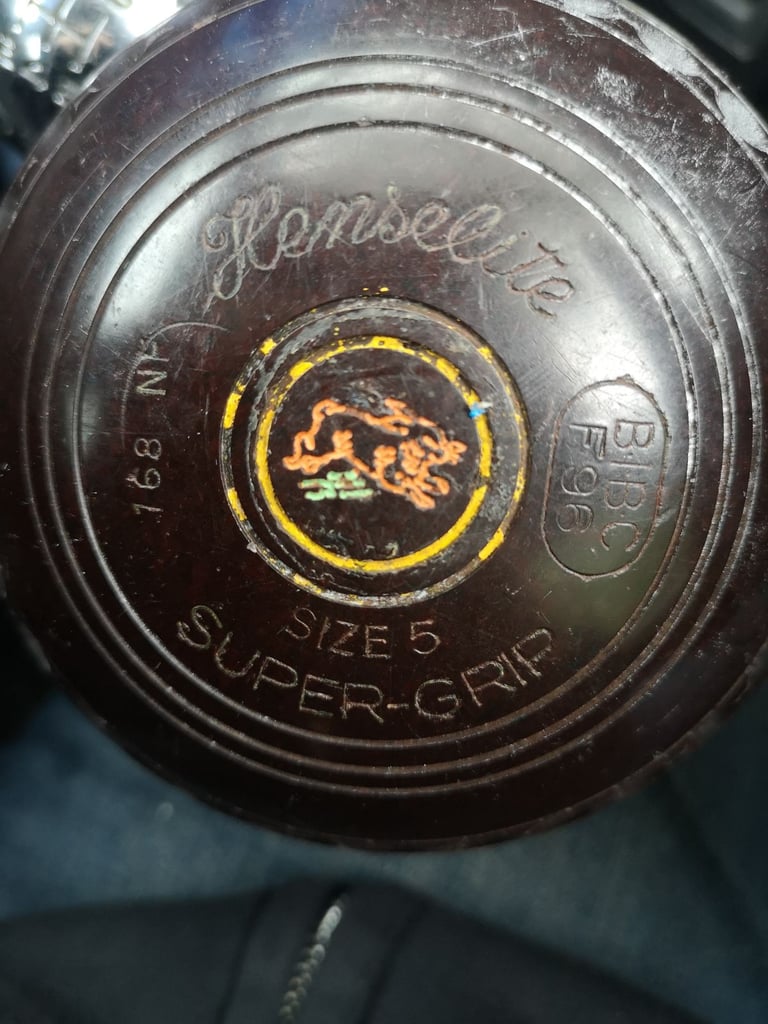 Henselite
168 NF
BIBC
F96
SIZE 5
SUPER-GRIP